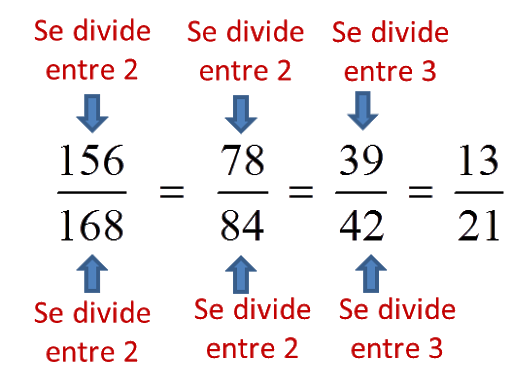 Se divide Se divide Se divide
entre 2 entre 2 entre 3
156/168 = 78/84 = 39/42 = 13/21
Se divide Se divide Se divide
entre 2 entre 2 entre 3